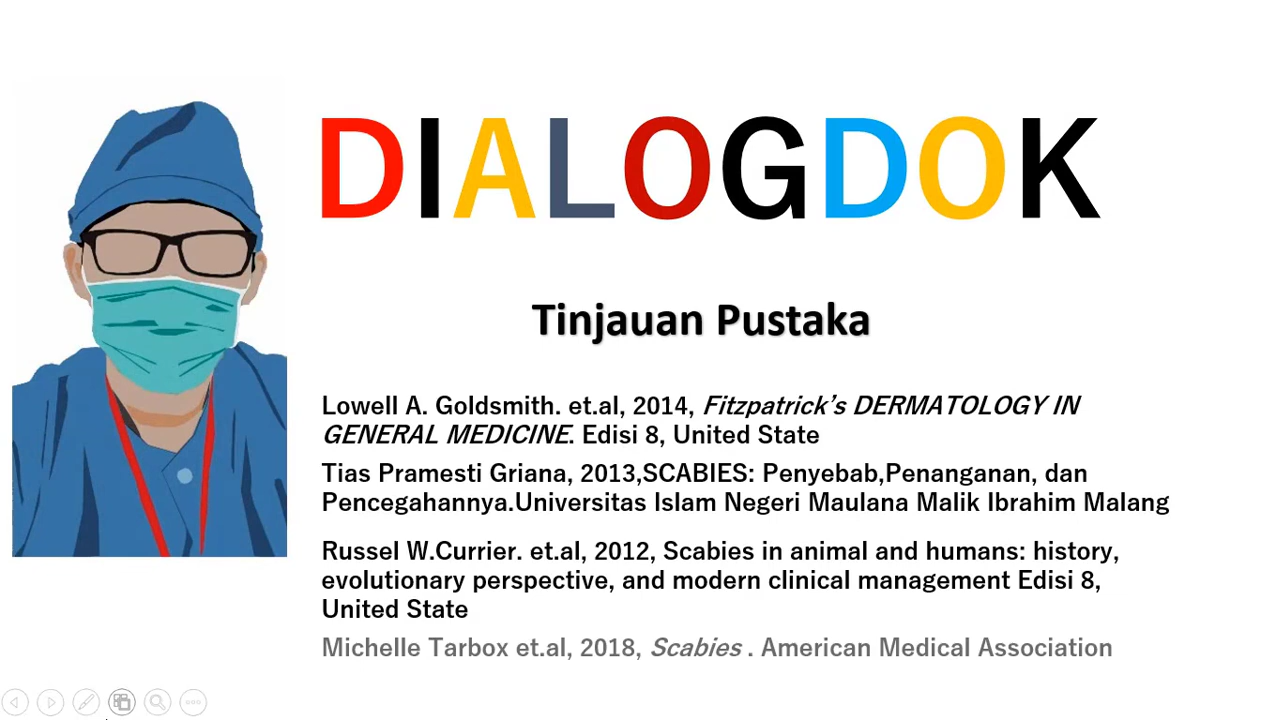 DIALOGDOK
Tinjauan Pustaka
Lowell A. Goldsmith. et.al, 2014, Fitzpatrick’s DERMATOLOGY IN
GENERAL MEDICINE. Edisi 8, United State
Tias Pramesti Griana, 2013,SCABIES: Penyebab,Penanganan, dan
Pencegahannya.Universitas Islam Negeri Maulana Malik Ibrahim Malang
Russel W.Currier. et.al, 2012, Scabies in animal and humans: history,
evolutionary perspective, and modern clinical management Edisi 8,
United State
Michelle Tarbox et.al, 2018, Scabies . American Medical Association